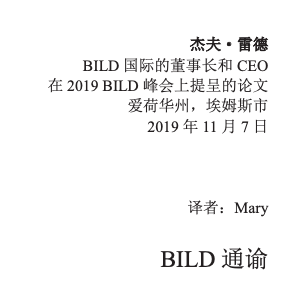 杰夫·雷德
BILD 国际的董事长和 CEO
在 2019 BILD 峰会上提呈的论文
爱荷华州，埃姆斯市
2019 年 11 月 7 日
译者：Mary
BILD 通谕